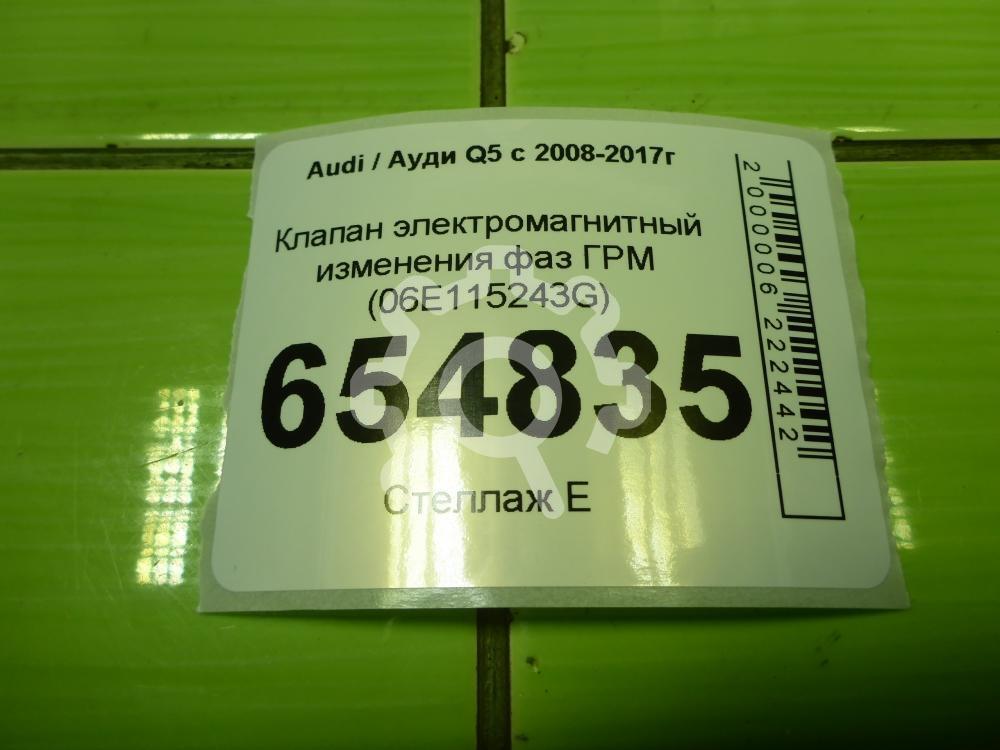 Audi / Ауди Q5 с 2008-2017г
Клапан электромагнитный
изменения фаз ГРМ
(06E115243G)
654835
Стеллаж Е
2000006222442